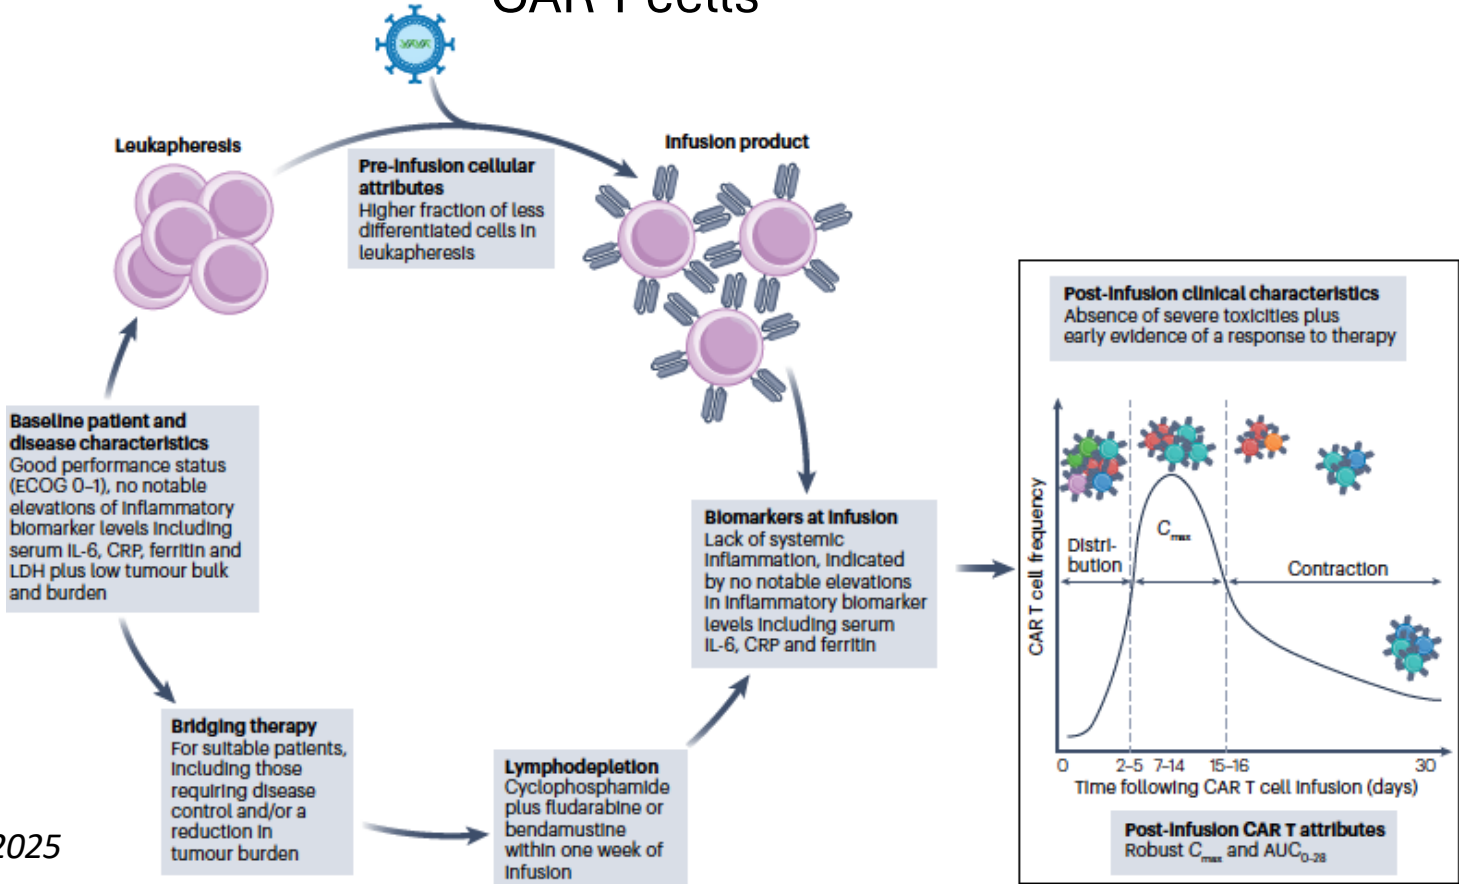 CAR T cells
Leukapheresis
Pre-infusion cellular
attributes
Higher fraction of less
differentiated cells in
leukapheresis
Infusion product
Baseline patient and
disease characteristics
Good performance status
(ECOG 0–1), no notable
elevations of inflammatory
biomarker levels including
serum IL-6, CRP, ferritin and
LDH plus low tumour bulk
and burden
Bridging therapy
For suitable patients,
including those
requiring disease
control and/or a
reduction in
tumour burden
Lymphodepletion
Cyclophosphamide
plus fludarabine or
bendamustine
within one week of
infusion
Biomarkers at infusion
Lack of systemic
inflammation, indicated
by no notable elevations
in inflammatory biomarker
levels including serum
IL-6, CRP and ferritin
Post-infusion clinical characteristics
Absence of severe toxicities plus
early evidence of a response to therapy
CAR T cell frequency
Distri-
bution
Cmax
Contraction
0 2–5 7–14 15–16 30
Time following CAR T cell infusion (days)
Post-infusion CAR T attributes
Robust Cmax and AUC0–28
2025